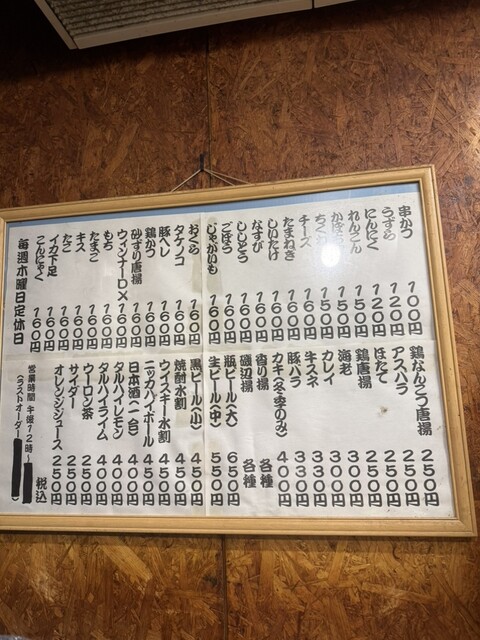 串かつ　１００円
うずら　１２０円
にんにく　１２０円
れんこん　１５０円
かぼちゃ　１５０円
ちくわ　１５０円
チーズ　１６０円
たまねぎ　１６０円
しいたけ　１６０円
なすび　１６０円
ししとう　１６０円
ごぼう　１６０円
じゃがいも　１６０円
おくら　１６０円
タケノコ　１６０円
豚ヘレ　１６０円
鶏かつ　１６０円
砂ずり唐揚　１６０円
ウィンナーDX　１６０円
もち　１６０円
たまご　１６０円
キス　１６０円
たこ　１６０円
イカ下足　１６０円
こんにゃく　１６０円
毎週木曜日定休日
鶏なんこつ唐揚　２５０円
アスパラ　２５０円
ほたて　２５０円
鶏唐揚　２５０円
海老　３００円
カレイ　３００円
牛スネ　３３０円
豚バラ　３３０円
カキ（冬季のみ）　４００円
香り揚　各種
磯辺揚　各種
瓶ビール（大）　６５０円
生ビール（中）　５５０円
黒ビール（小）　４５０円
焼酎水割　４５０円
ウイスキー水割　４５０円
ニッカハイボール　４５０円
日本酒（一合）　４００円
タルハイレモン　４００円
タルハイライム　４００円
ウーロン茶　２５０円
サイダー　２５０円
オレンジジュース　２５０円
税込
営業時間　午後１２時～
（ラストオーダー